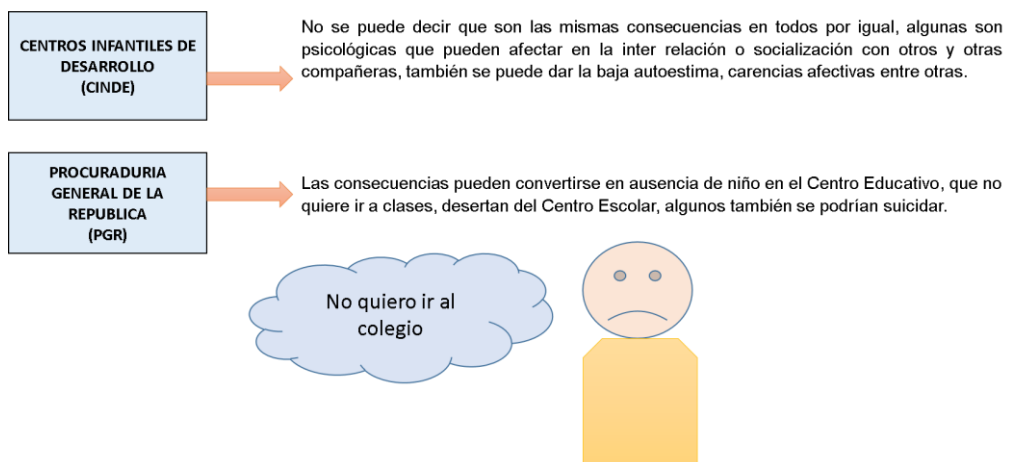 CENTROS INFANTILES DE
DESARROLLO
(CINDE)
No se puede decir que son las mismas consecuencias en todos por igual, algunas son
psicológicas que pueden afectar en la inter relación o socialización con otros y otras
compañeras, también se puede dar la baja autoestima, carencias afectivas entre otras.
PROCURADURIA
GENERAL DE LA
REPUBLICA
(PGR)
Las consecuencias pueden convertirse en ausencia de niño en el Centro Educativo, que no
quiere ir a clases, desertan del Centro Escolar, algunos también se podrían suicidar.
No quiero ir al
colegio